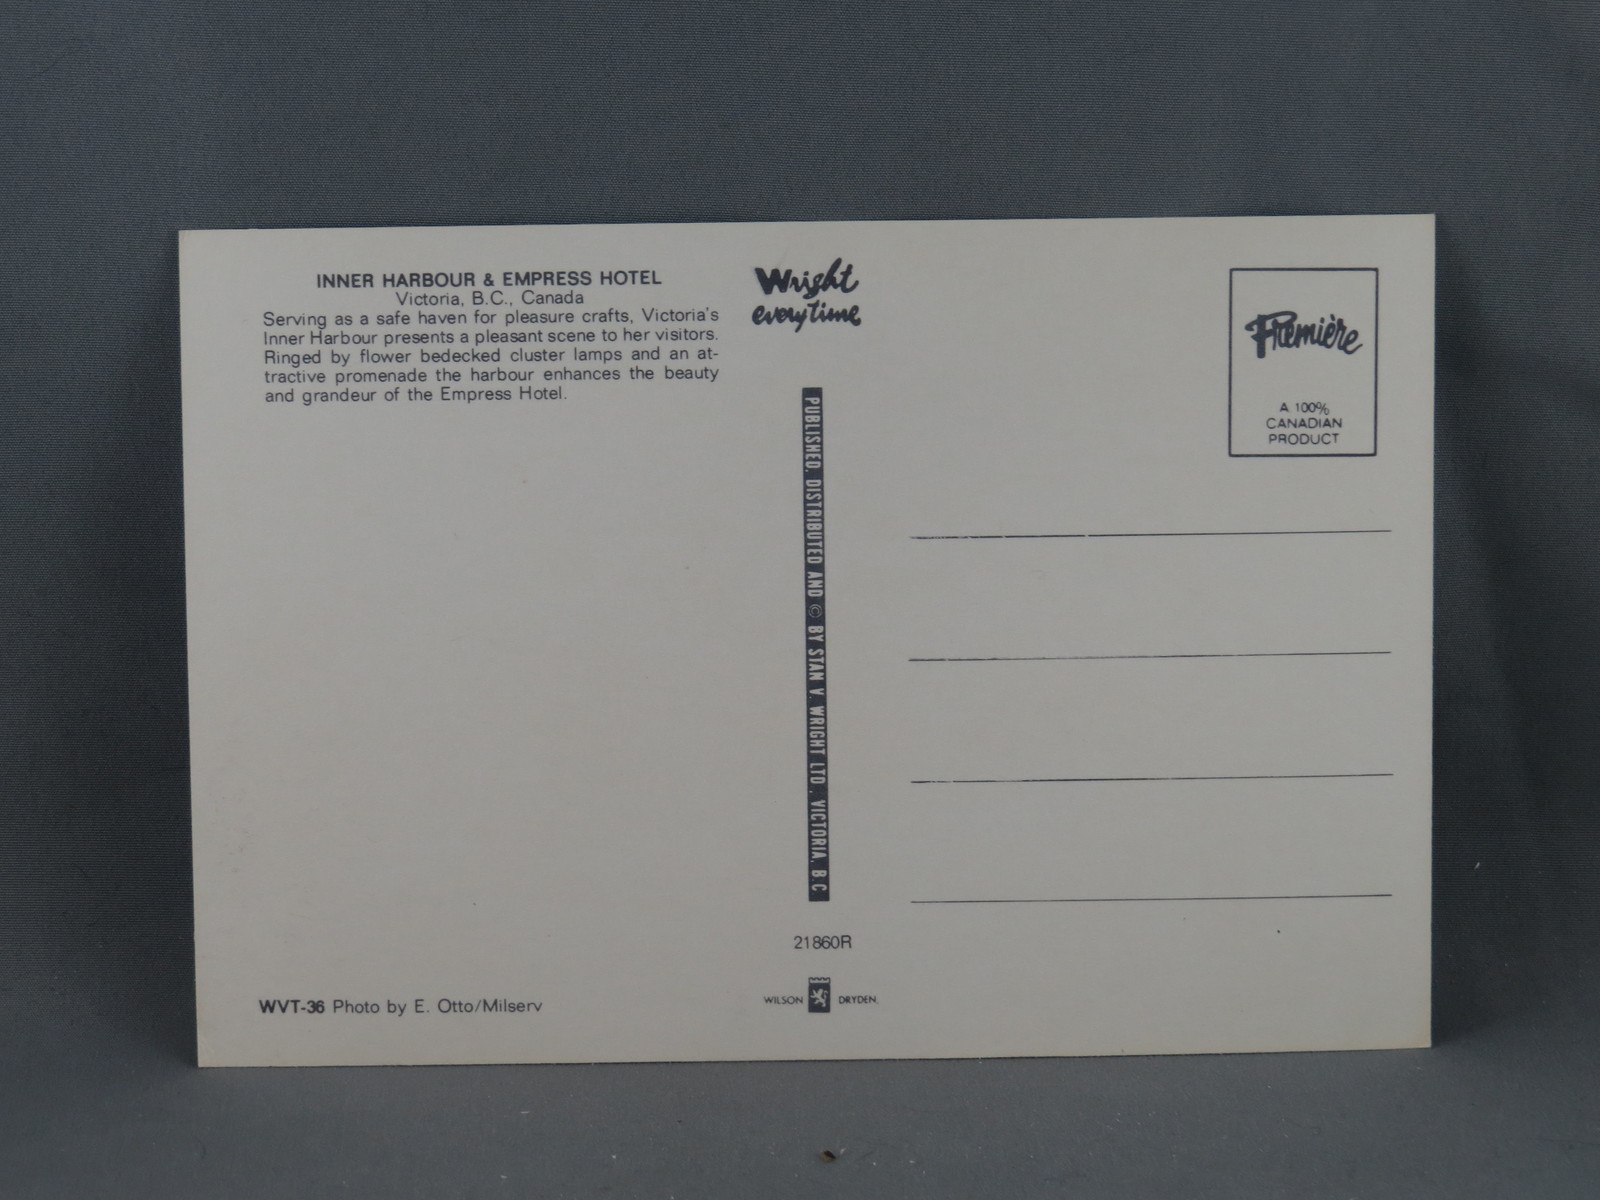 INNER HARBOUR & EMPRESS HOTEL
Victoria, B.C., Canada
Serving as a safe haven for pleasure crafts, Victoria's
Inner Harbour presents a pleasant scene to her visitors.
Ringed by flower bedecked cluster lamps and an at-
tractive promenade the harbour enhances the beauty
and grandeur of the Empress Hotel.
WVT-36 Photo by E. Otto/Milserv
Wright
everytime
PUBLISHED, DISTRIBUTED AND © BY STAN V. WRIGHT LTD., VICTORIA, B.C.
21860R
WILSON DRYDEN.
Première
A 100%
CANADIAN
PRODUCT